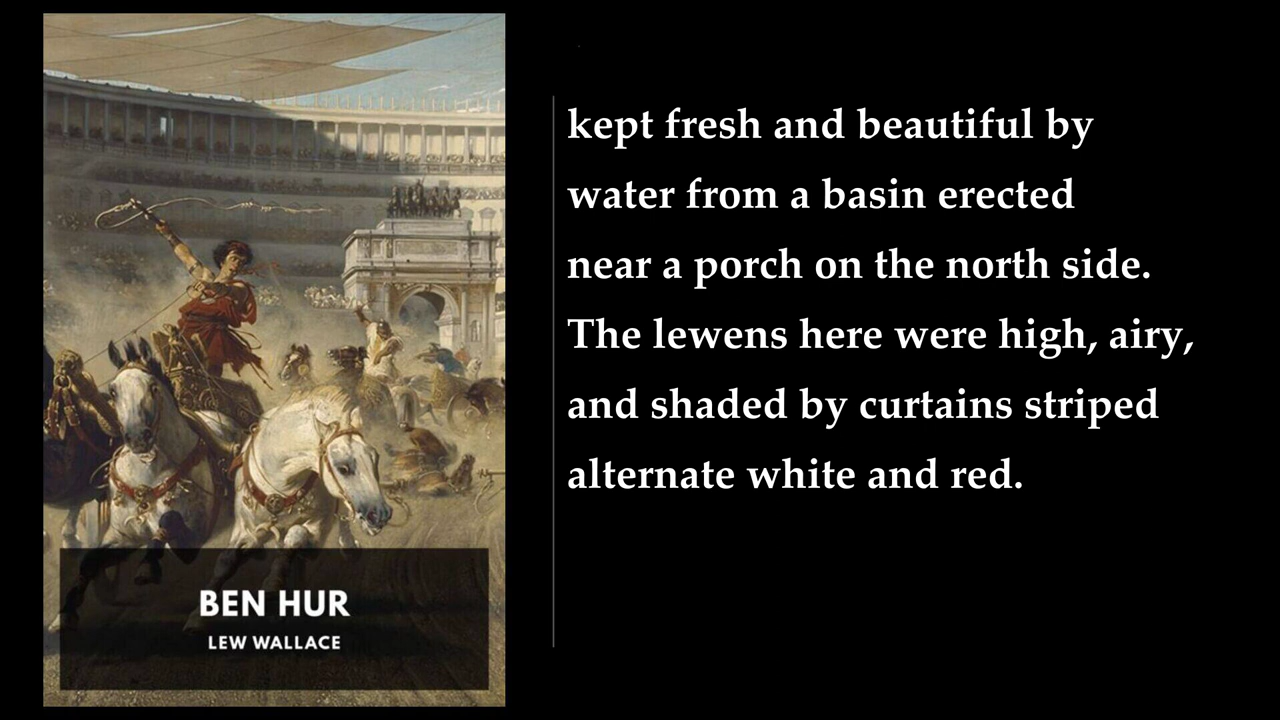 BEN HUR
LEW WALLACE
kept fresh and beautiful by
water from a basin erected
near a porch on the north side.
The lewens here were high, airy,
and shaded by curtains striped
alternate white and red.